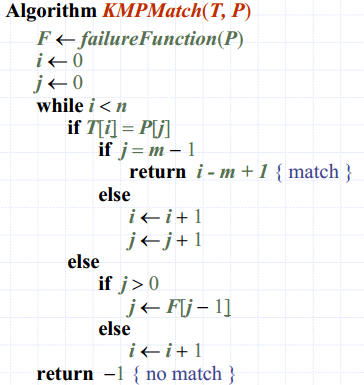 Algorithm KMPMatch(T, P)
F ← failureFunction(P)
i ← 0
j ← 0
while i < n
if T[i] = P[j]
if j = m − 1
return i - m + 1 { match }
else
i ← i + 1
j ← j + 1
else
if j > 0
j ← F[j − 1]
else
i ← i + 1
return −1 { no match }